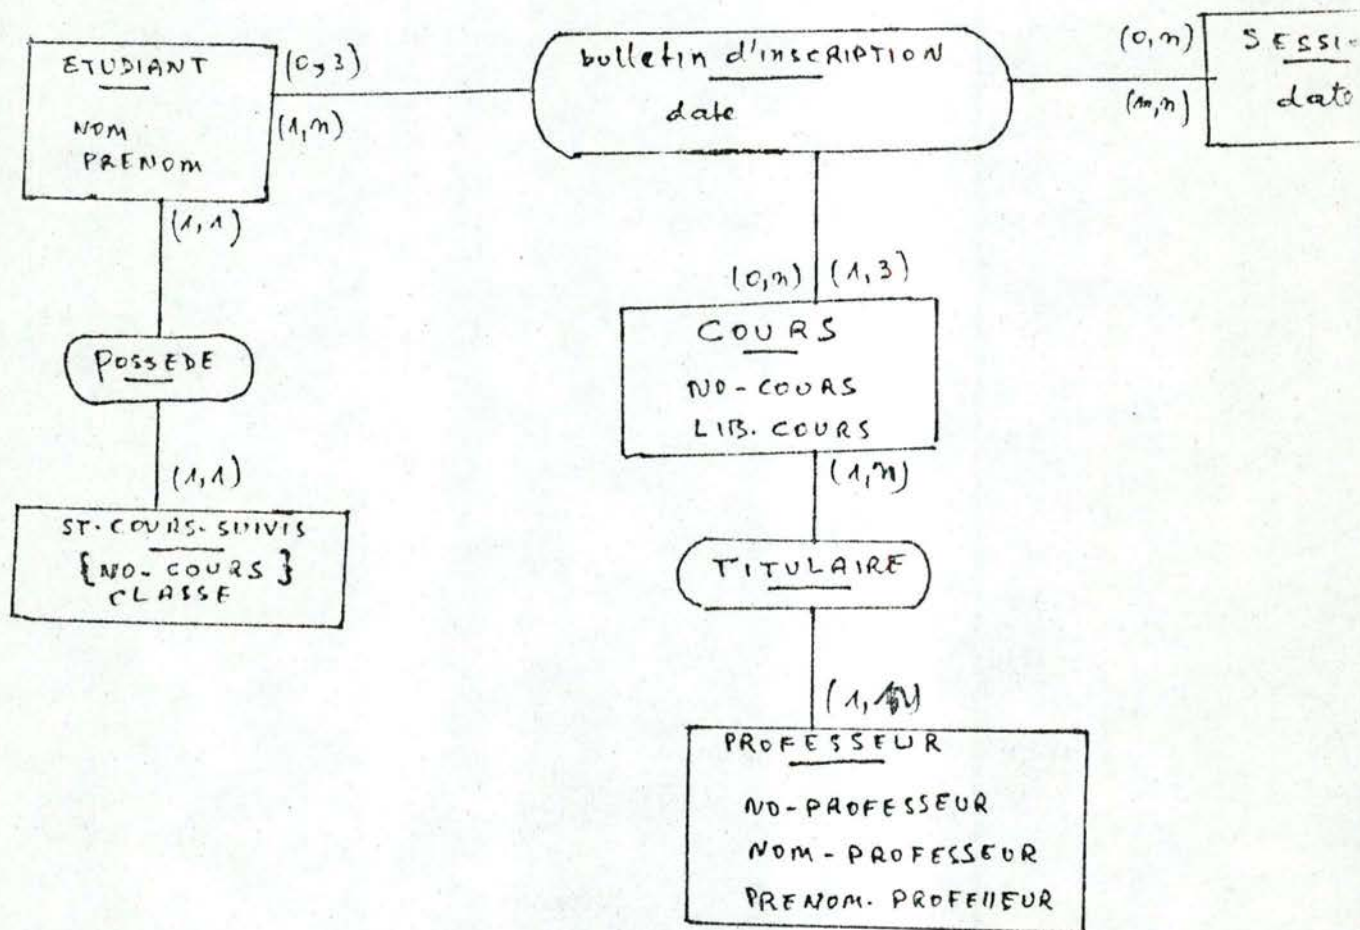 ETUDIANT
NOM
PRENOM
(0,3)
(1,n)
bulletin d'inscription
date
(0,n)
SESSI
date
(1,1)
(0,n) (1,3)
COURS
NO-COURS
LIB. COURS
POSSEDE
(1,1)
(1,n)
ST-COURS-SUIVIS
{NO-COURS}
CLASSE
TITULAIRE
PROFESSEUR
NO-PROFESSEUR
NOM-PROFESSEUR
PRENOM. PROFESSEUR